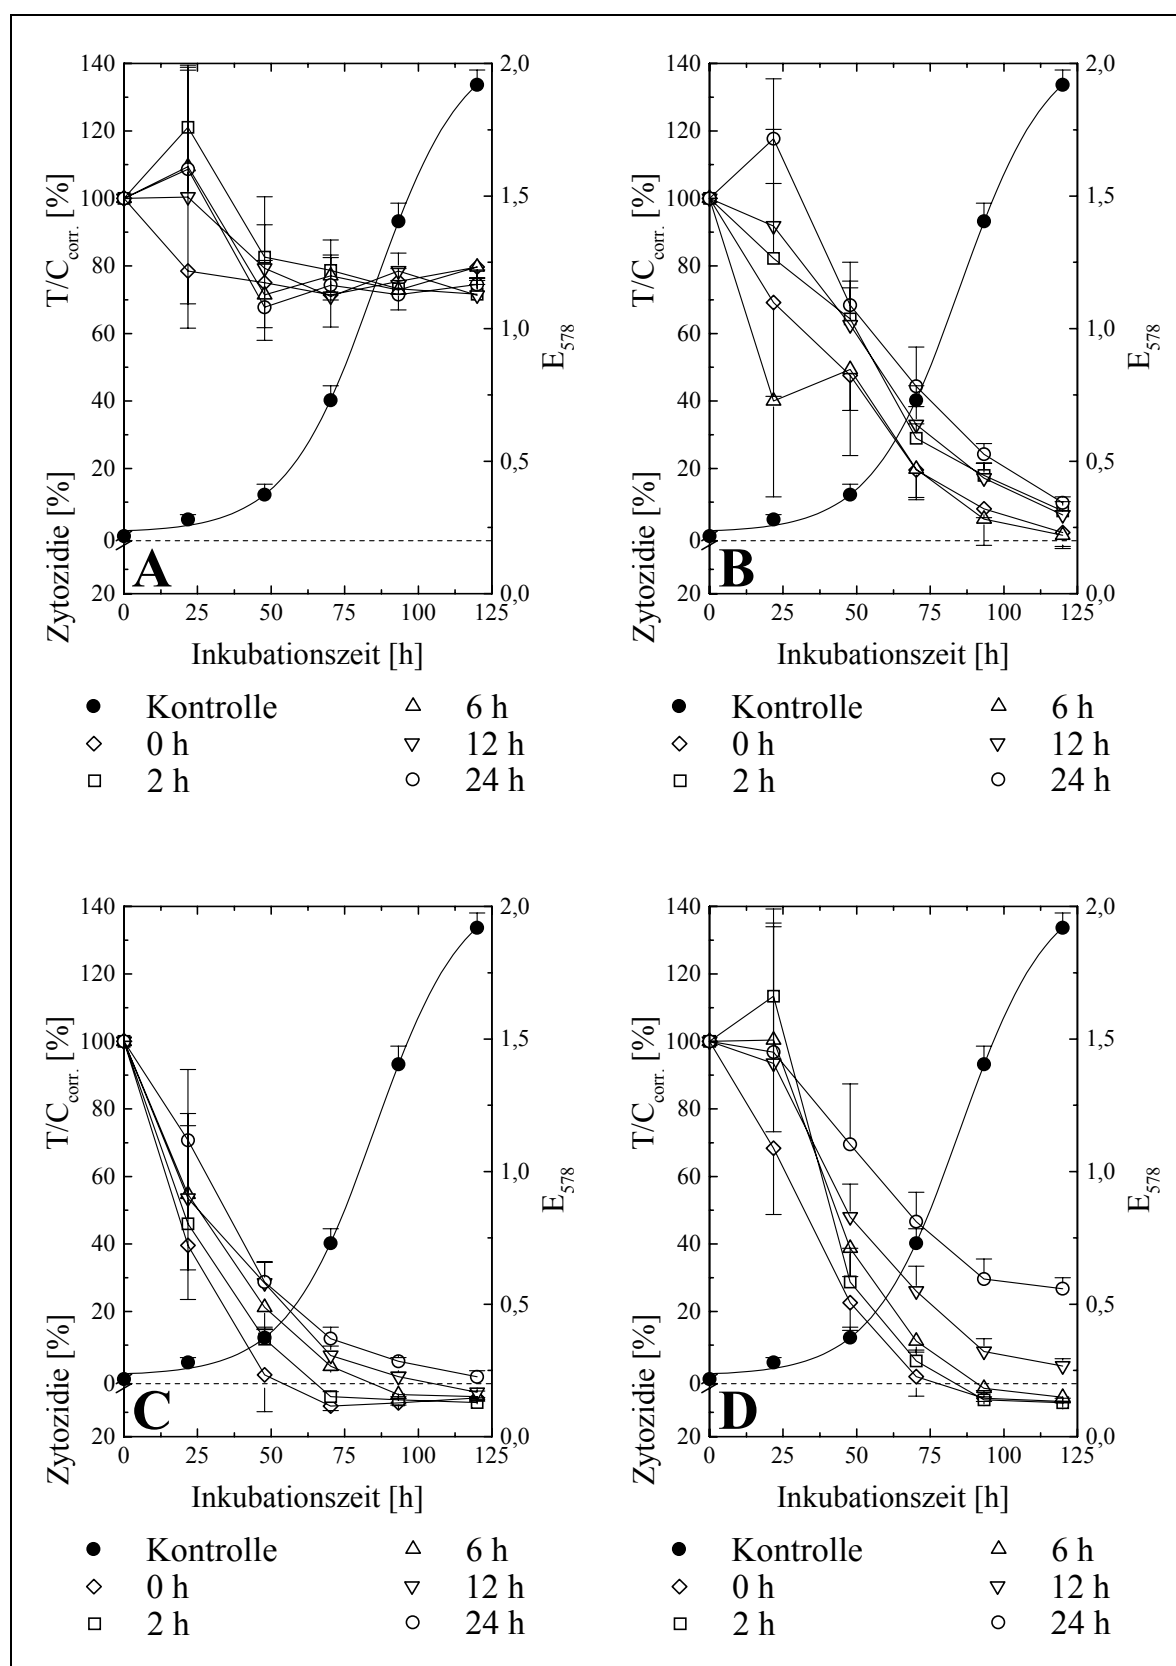 140
120
100
80
60
40
20
0
20
T/C corr. [%]
Zytozidie [%]
2,0
1,5
1,0
0,5
0,0
E578
A
0 25 50 75 100 125
Inkubationszeit [h]
Kontrolle
0 h
2 h
6 h
12 h
24 h
140
120
100
80
60
40
20
0
20
T/C corr. [%]
Zytozidie [%]
2,0
1,5
1,0
0,5
0,0
E578
B
0 25 50 75 100 125
Inkubationszeit [h]
Kontrolle
0 h
2 h
6 h
12 h
24 h
140
120
100
80
60
40
20
0
20
T/C corr. [%]
Zytozidie [%]
2,0
1,5
1,0
0,5
0,0
E578
C
0 25 50 75 100 125
Inkubationszeit [h]
Kontrolle
0 h
2 h
6 h
12 h
24 h
140
120
100
80
60
40
20
0
20
T/C corr. [%]
Zytozidie [%]
2,0
1,5
1,0
0,5
0,0
E578
D
0 25 50 75 100 125
Inkubationszeit [h]
Kontrolle
0 h
2 h
6 h
12 h
24 h